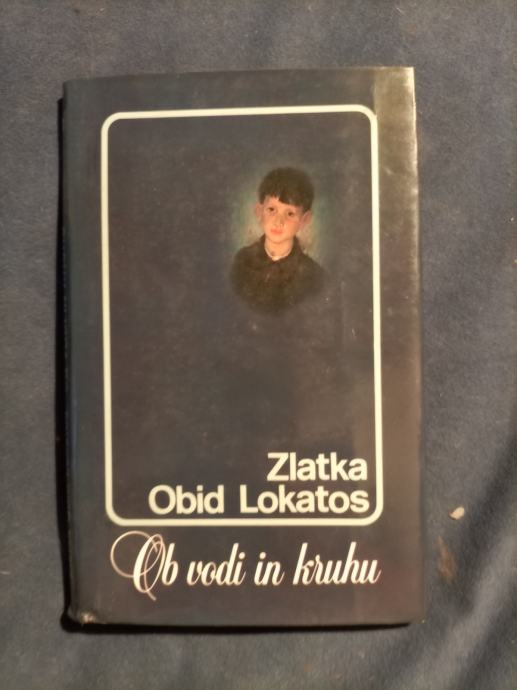 Zlatka
Obid Lokatos
Ob vodi in kruhu